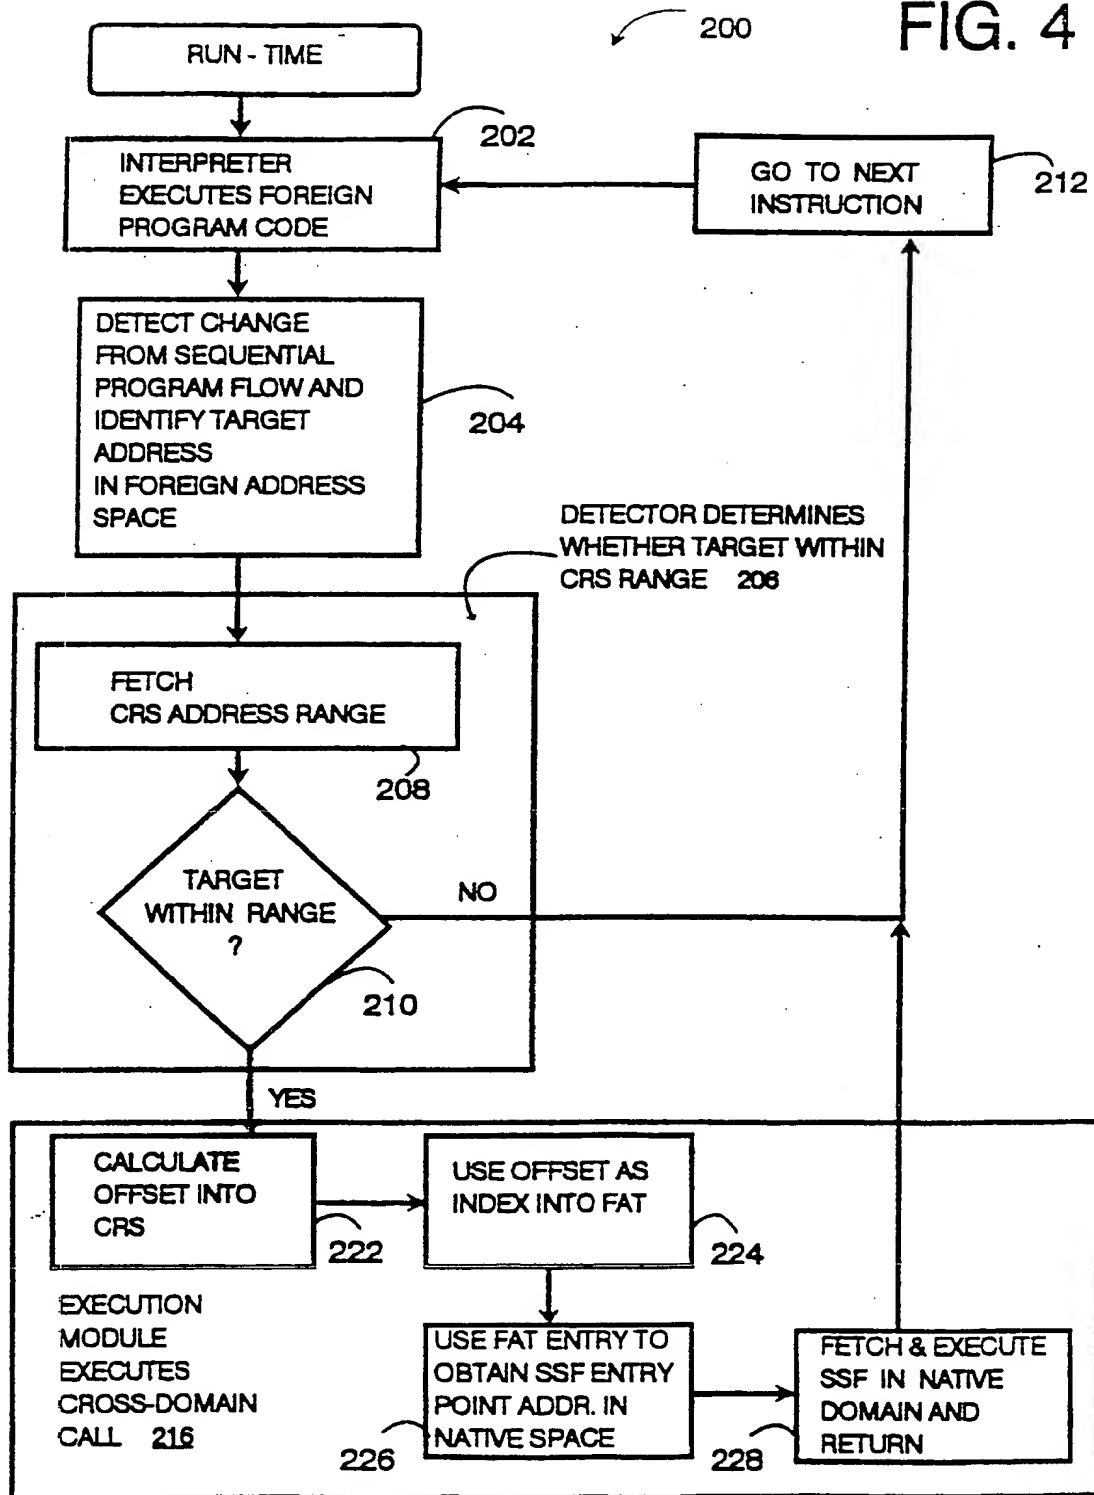 FIG. 4
200
RUN - TIME
202
INTERPRETER
EXECUTES FOREIGN
PROGRAM CODE
GO TO NEXT
INSTRUCTION
212
DETECT CHANGE
FROM SEQUENTIAL
PROGRAM FLOW AND
IDENTIFY TARGET
ADDRESS
IN FOREIGN ADDRESS
SPACE
204
DETECTOR DETERMINES
WHETHER TARGET WITHIN
CRS RANGE 206
FETCH
CRS ADDRESS RANGE
208
TARGET
WITHIN RANGE
?
NO
210
YES
CALCULATE
OFFSET INTO
CRS
222
USE OFFSET AS
INDEX INTO FAT
224
EXECUTION
MODULE
EXECUTES
CROSS-DOMAIN
CALL 216
USE FAT ENTRY TO
OBTAIN SSF ENTRY
POINT ADDR. IN
NATIVE SPACE
226
FETCH & EXECUTE
SSF IN NATIVE
DOMAIN AND
RETURN
228